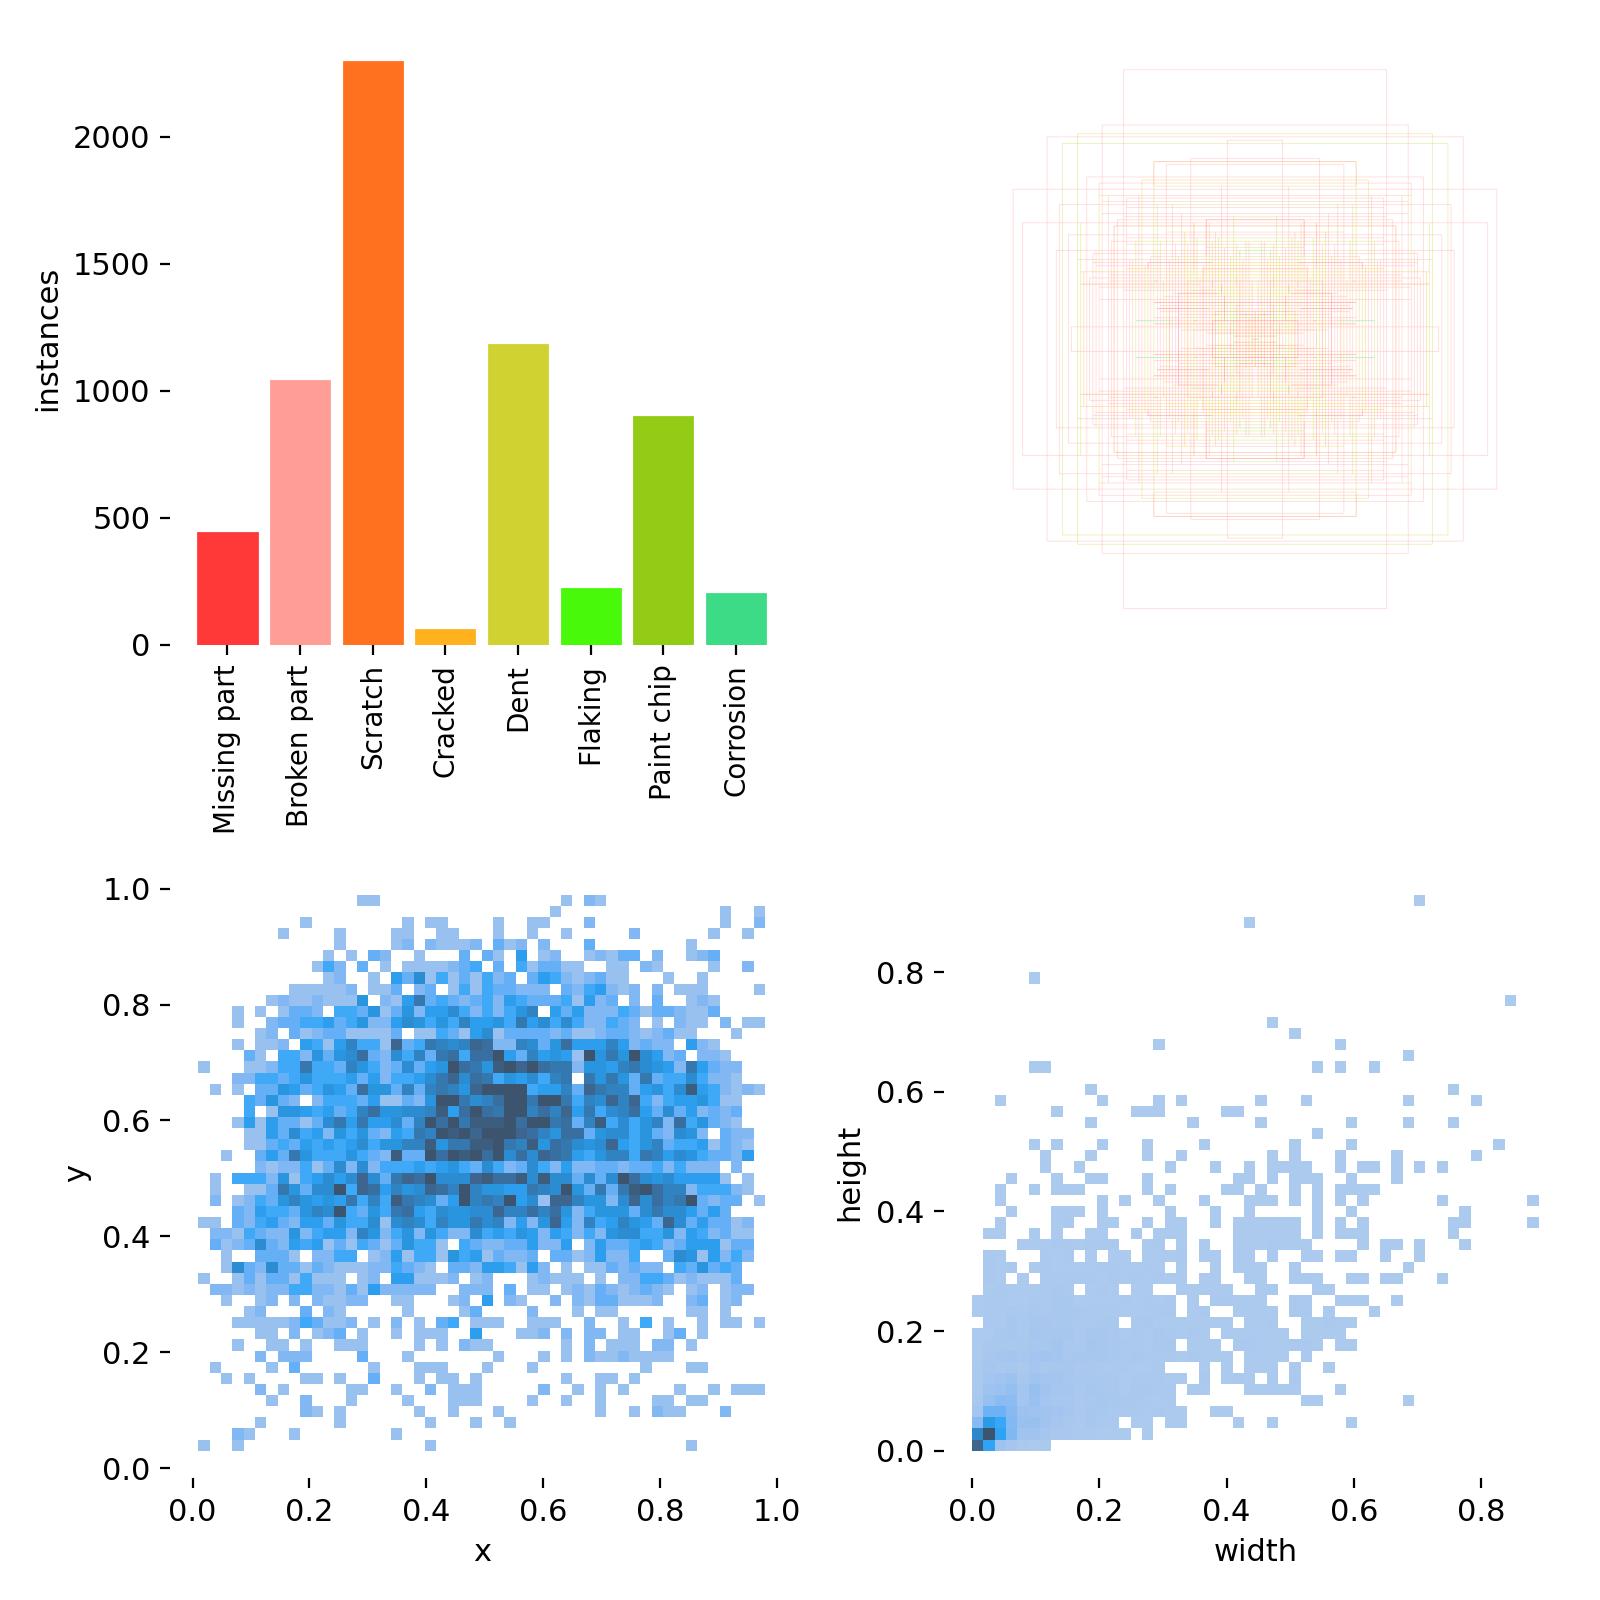 2000
1500
1000
500
0
instances
Missing part
Broken part
Scratch
Cracked
Dent
Flaking
Paint chip
Corrosion
1.0
0.8
0.6
0.4
0.2
0.0
y
0.0 0.2 0.4 0.6 0.8 1.0
x
0.8
0.6
0.4
0.2
0.0
height
0.0 0.2 0.4 0.6 0.8
width